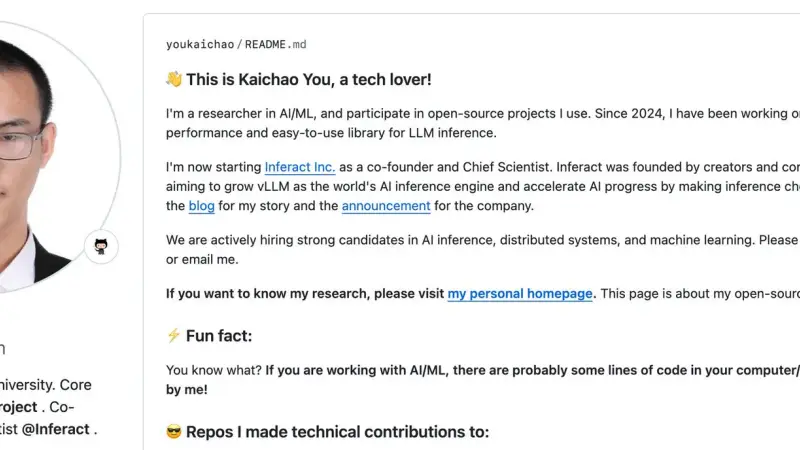 youkaichao/README.md
👋 This is Kaichao You, a tech lover!
I'm a researcher in AI/ML, and participate in open-source projects I use. Since 2024, I have been working
performance and easy-to-use library for LLM inference.
I'm now starting Inferact Inc. as a co-founder and Chief Scientist. Inferact was founded by creators and
aiming to grow vLLM as the world's AI inference engine and accelerate AI progress by making inference
the blog for my story and the announcement for the company.
We are actively hiring strong candidates in AI inference, distributed systems, and machine learning. Please
or email me.
If you want to know my research, please visit my personal homepage. This page is about my
⚡ Fun fact:
You know what? If you are working with AI/ML, there are probably some lines of code in your computer/
by me!
😎 Repos I made technical contributions to:
niversity. Core
roject . Co-
tist @Inferact .